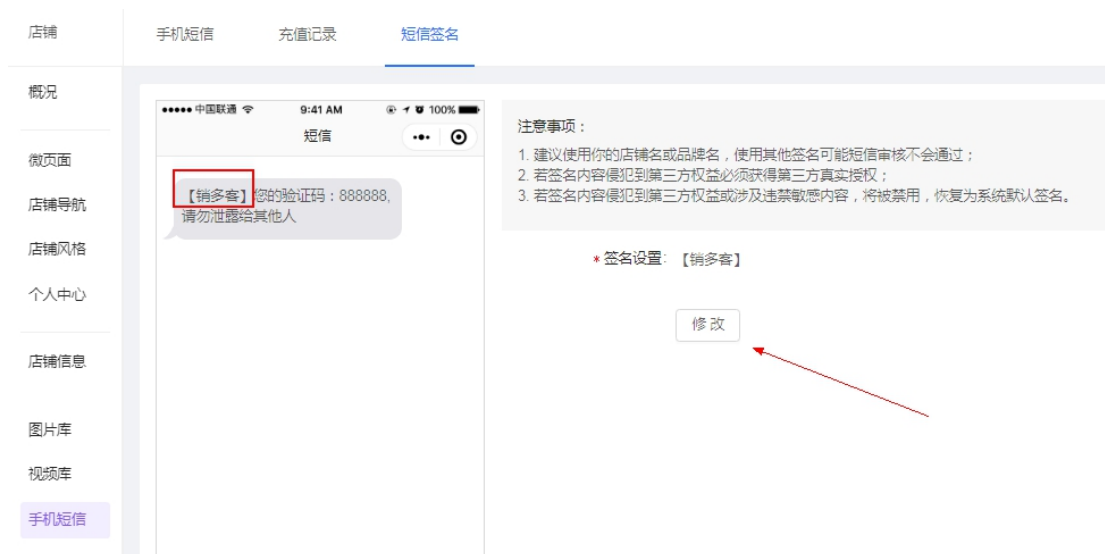 店铺
手机短信
充值记录
短信签名
概况
微页面
店铺导航
店铺风格
个人中心
店铺信息
图片库
视频库
手机短信
中国联通
9:41 AM
100%
短信
【销多客】您的验证码：888888,
请勿泄露给其他人
注意事项：
1. 建议使用你的店铺名或品牌名，使用其他签名可能短信审核不会通过；
2. 若签名内容侵犯到第三方权益必须获得第三方真实授权；
3. 若签名内容侵犯到第三方权益或涉及违禁敏感内容，将被禁用，恢复为系统默认签名。
* 签名设置: 【销多客】
修 改